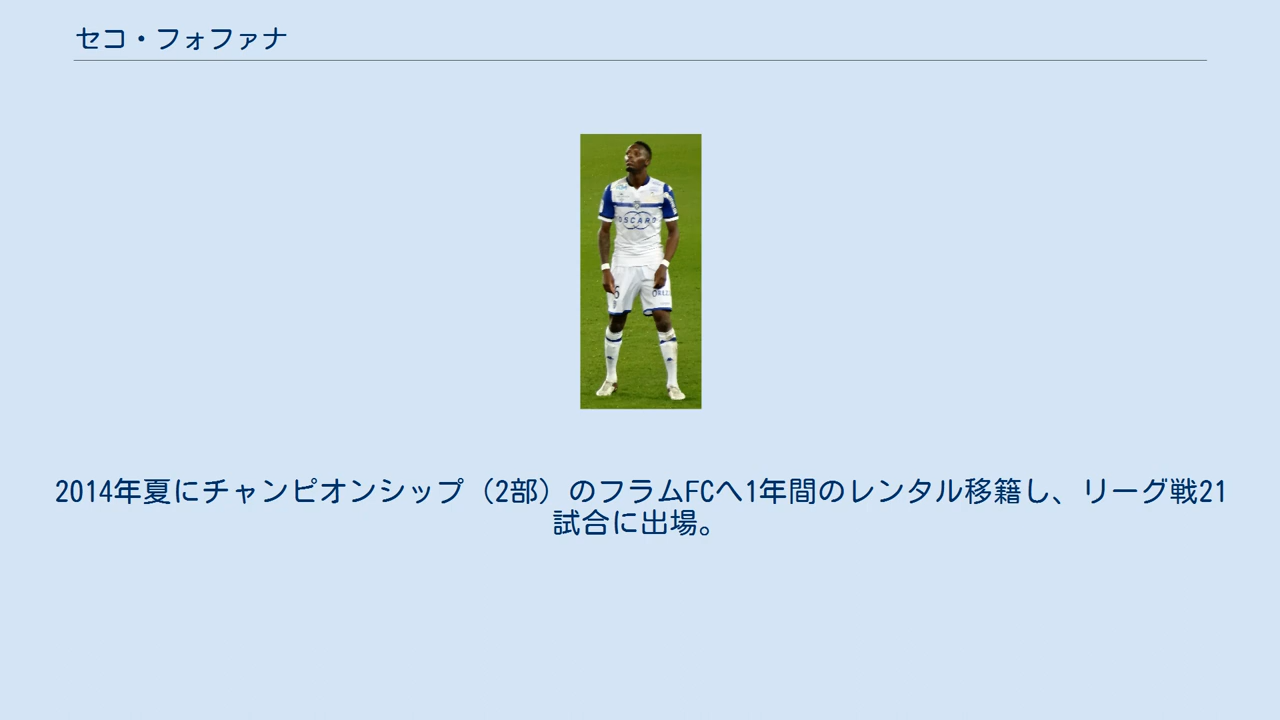 セコ・フォファナ
OSCARO
2014年夏にチャンピオンシップ（2部）のフラムFCへ1年間のレンタル移籍し、リーグ戦21
試合に出場。